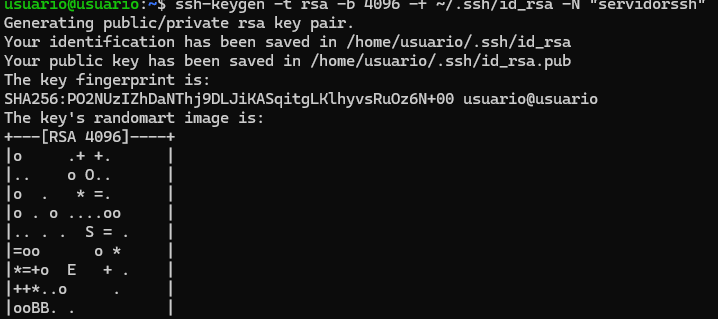 usuario@usuario:~$ ssh-keygen -t rsa -b 4096 -f ~/.ssh/id_rsa -N "servidorssh"
Generating public/private rsa key pair.
Your identification has been saved in /home/usuario/.ssh/id_rsa
Your public key has been saved in /home/usuario/.ssh/id_rsa.pub
The key fingerprint is:
SHA256:PO2NUzIZhDaNThj9DLJiKASqitgLKlhyvsRuOz6N+00 usuario@usuario
The key's randomart image is:
+---[RSA 4096]----+
|o     .+ +.      |
|..    o O..      |
|o  .   * =.      |
|o . o ....oo     |
|.. . .  S = .    |
|=oo      o *     |
|*=+o  E   + .    |
|++*..o     .     |
|ooBB. .          |